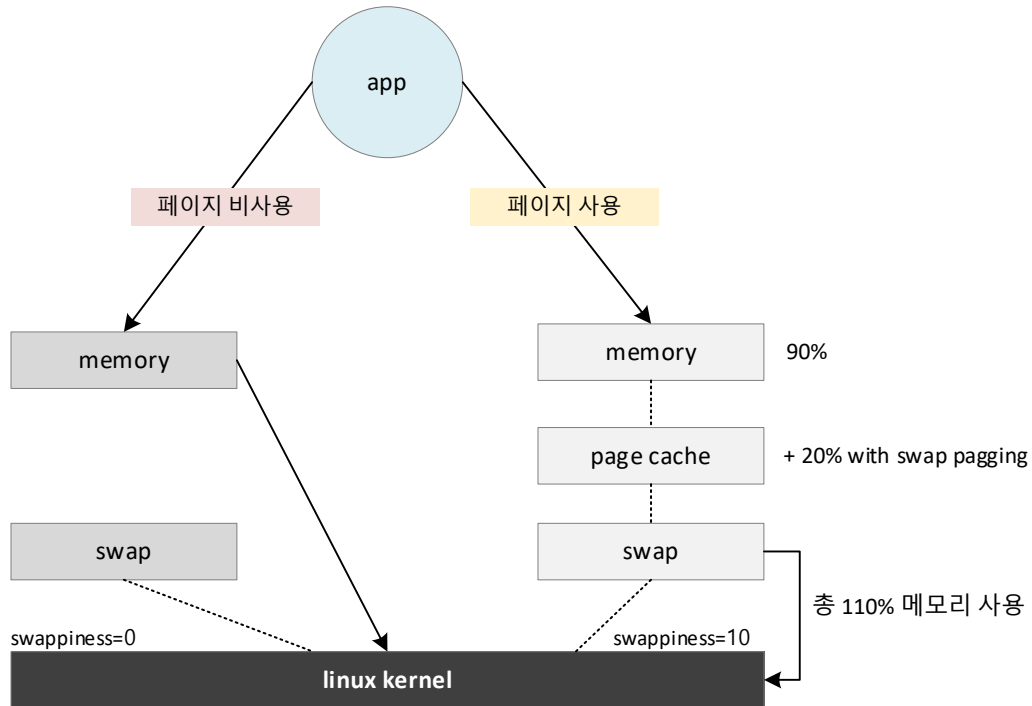 app
페이지 비사용
페이지 사용
memory
memory
90%
page cache
+ 20% with swap pagging
swap
swap
총 110% 메모리 사용
swappiness=0
swappiness=10
linux kernel